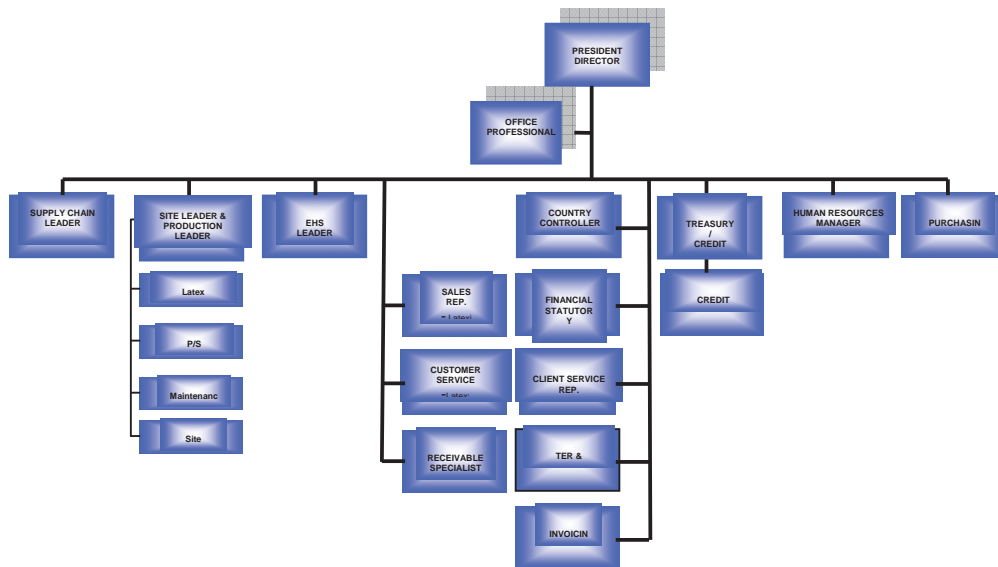 PRESIDENT
DIRECTOR
OFFICE
PROFESSIONAL
SUPPLY CHAIN
LEADER
SITE LEADER &
PRODUCTION
LEADER
EHS
LEADER
COUNTRY
CONTROLLER
TREASURY
/
CREDIT
HUMAN RESOURCES
MANAGER
PURCHASIN
Latex
SALES
REP.
FINANCIAL
STATUTOR
Y
CREDIT
P/S
CUSTOMER
SERVICE
CLIENT SERVICE
REP.
Maintenanc
Site
RECEIVABLE
SPECIALIST
TER &
INVOICIN